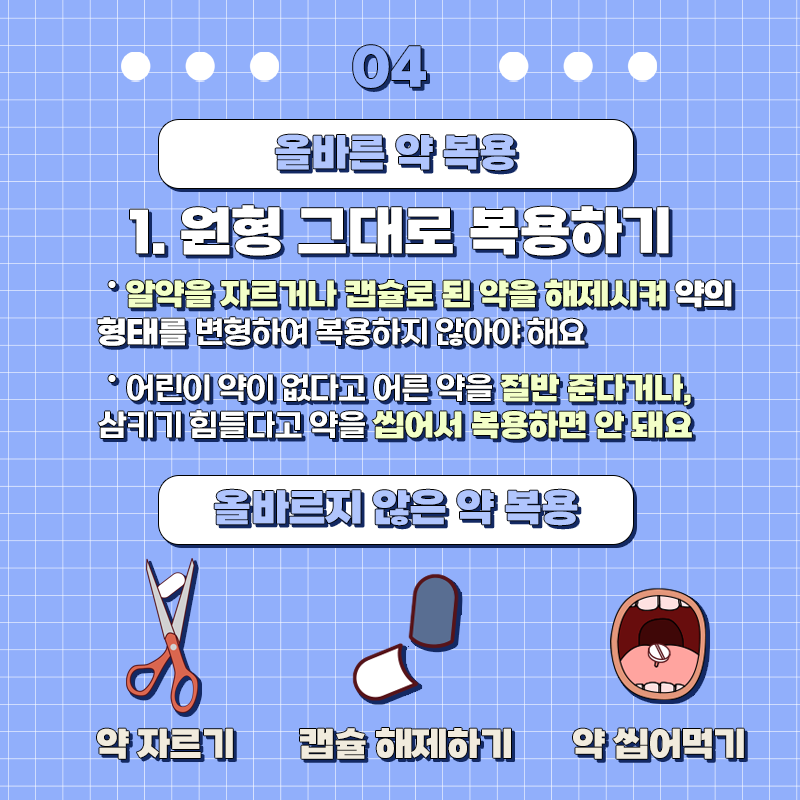 04
올바른 약 복용
1. 원형 그대로 복용하기
• 알약을 자르거나 캡슐로 된 약을 해제시켜 약의
형태를 변형하여 복용하지 않아야 해요
• 어린이 약이 없다고 어른 약을 절반 준다거나,
삼키기 힘들다고 약을 씹어서 복용하면 안 돼요
올바르지 않은 약 복용
약 자르기 캡슐 해제하기 약 씹어먹기